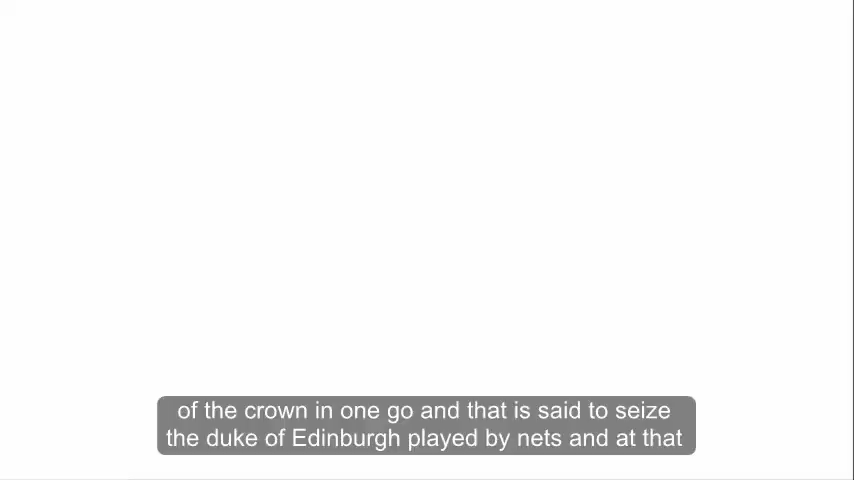 of the crown in one go and that is said to seize
the duke of Edinburgh played by nets and at that